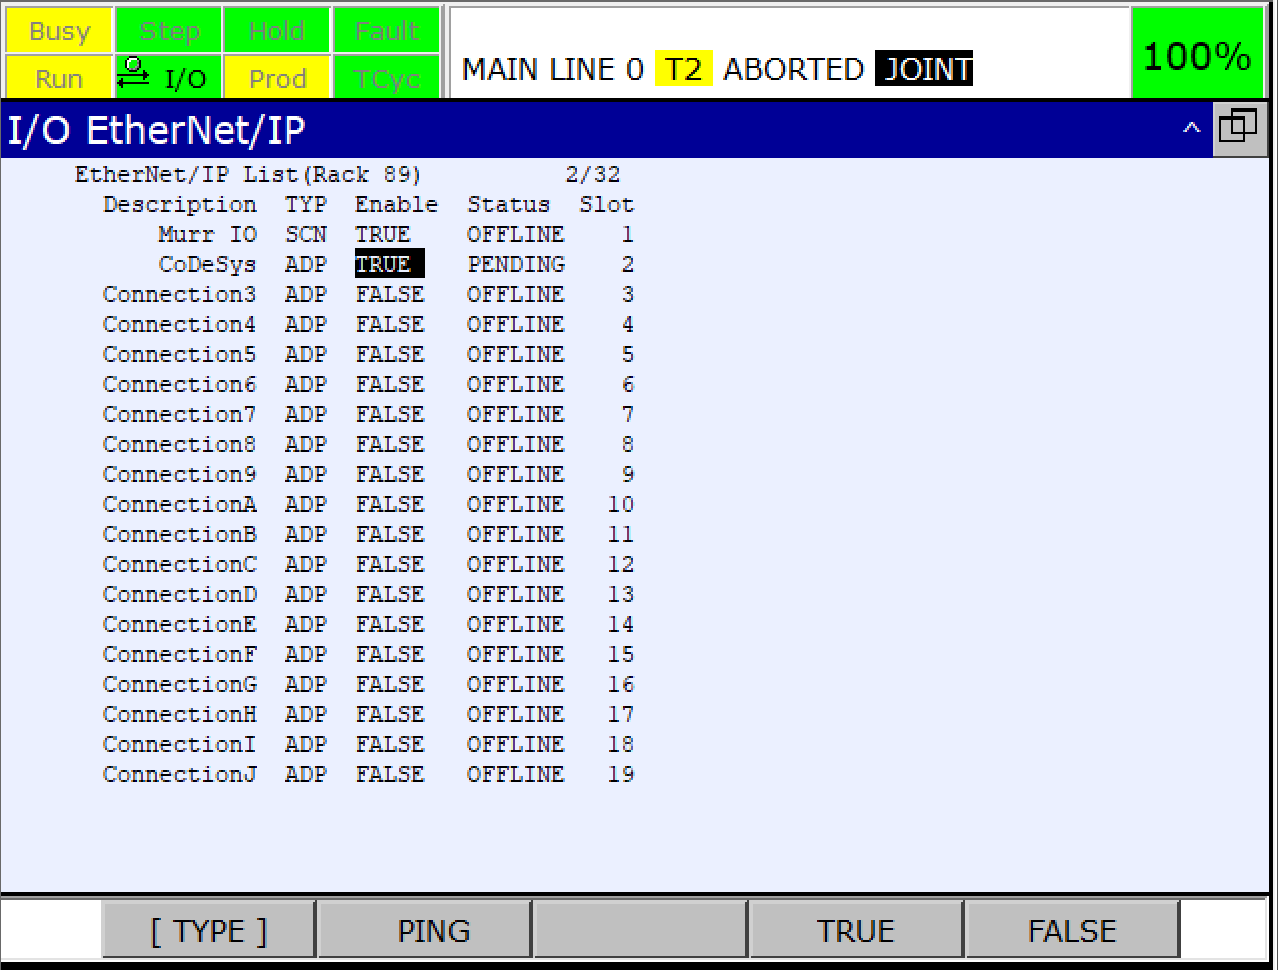 Busy Step Hold Fault
Run I/O Prod TCyc
MAIN LINE 0 T2 ABORTED JOINT
100%
I/O EtherNet/IP ^
EtherNet/IP List(Rack 89) 2/32
Description TYP Enable Status Slot
Murr IO SCN TRUE OFFLINE 1
CoDeSys ADP TRUE PENDING 2
Connection3 ADP FALSE OFFLINE 3
Connection4 ADP FALSE OFFLINE 4
Connection5 ADP FALSE OFFLINE 5
Connection6 ADP FALSE OFFLINE 6
Connection7 ADP FALSE OFFLINE 7
Connection8 ADP FALSE OFFLINE 8
Connection9 ADP FALSE OFFLINE 9
ConnectionA ADP FALSE OFFLINE 10
ConnectionB ADP FALSE OFFLINE 11
ConnectionC ADP FALSE OFFLINE 12
ConnectionD ADP FALSE OFFLINE 13
ConnectionE ADP FALSE OFFLINE 14
ConnectionF ADP FALSE OFFLINE 15
ConnectionG ADP FALSE OFFLINE 16
ConnectionH ADP FALSE OFFLINE 17
ConnectionI ADP FALSE OFFLINE 18
ConnectionJ ADP FALSE OFFLINE 19
[ TYPE ] PING TRUE FALSE